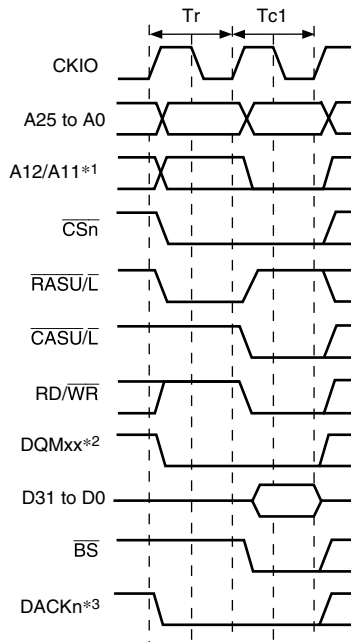 Tr Tc1
CKIO
A25 to A0
A12/A11*1
CSn
RASU/L
CASU/L
RD/WR
DQMxx*2
D31 to D0
BS
DACKn*3